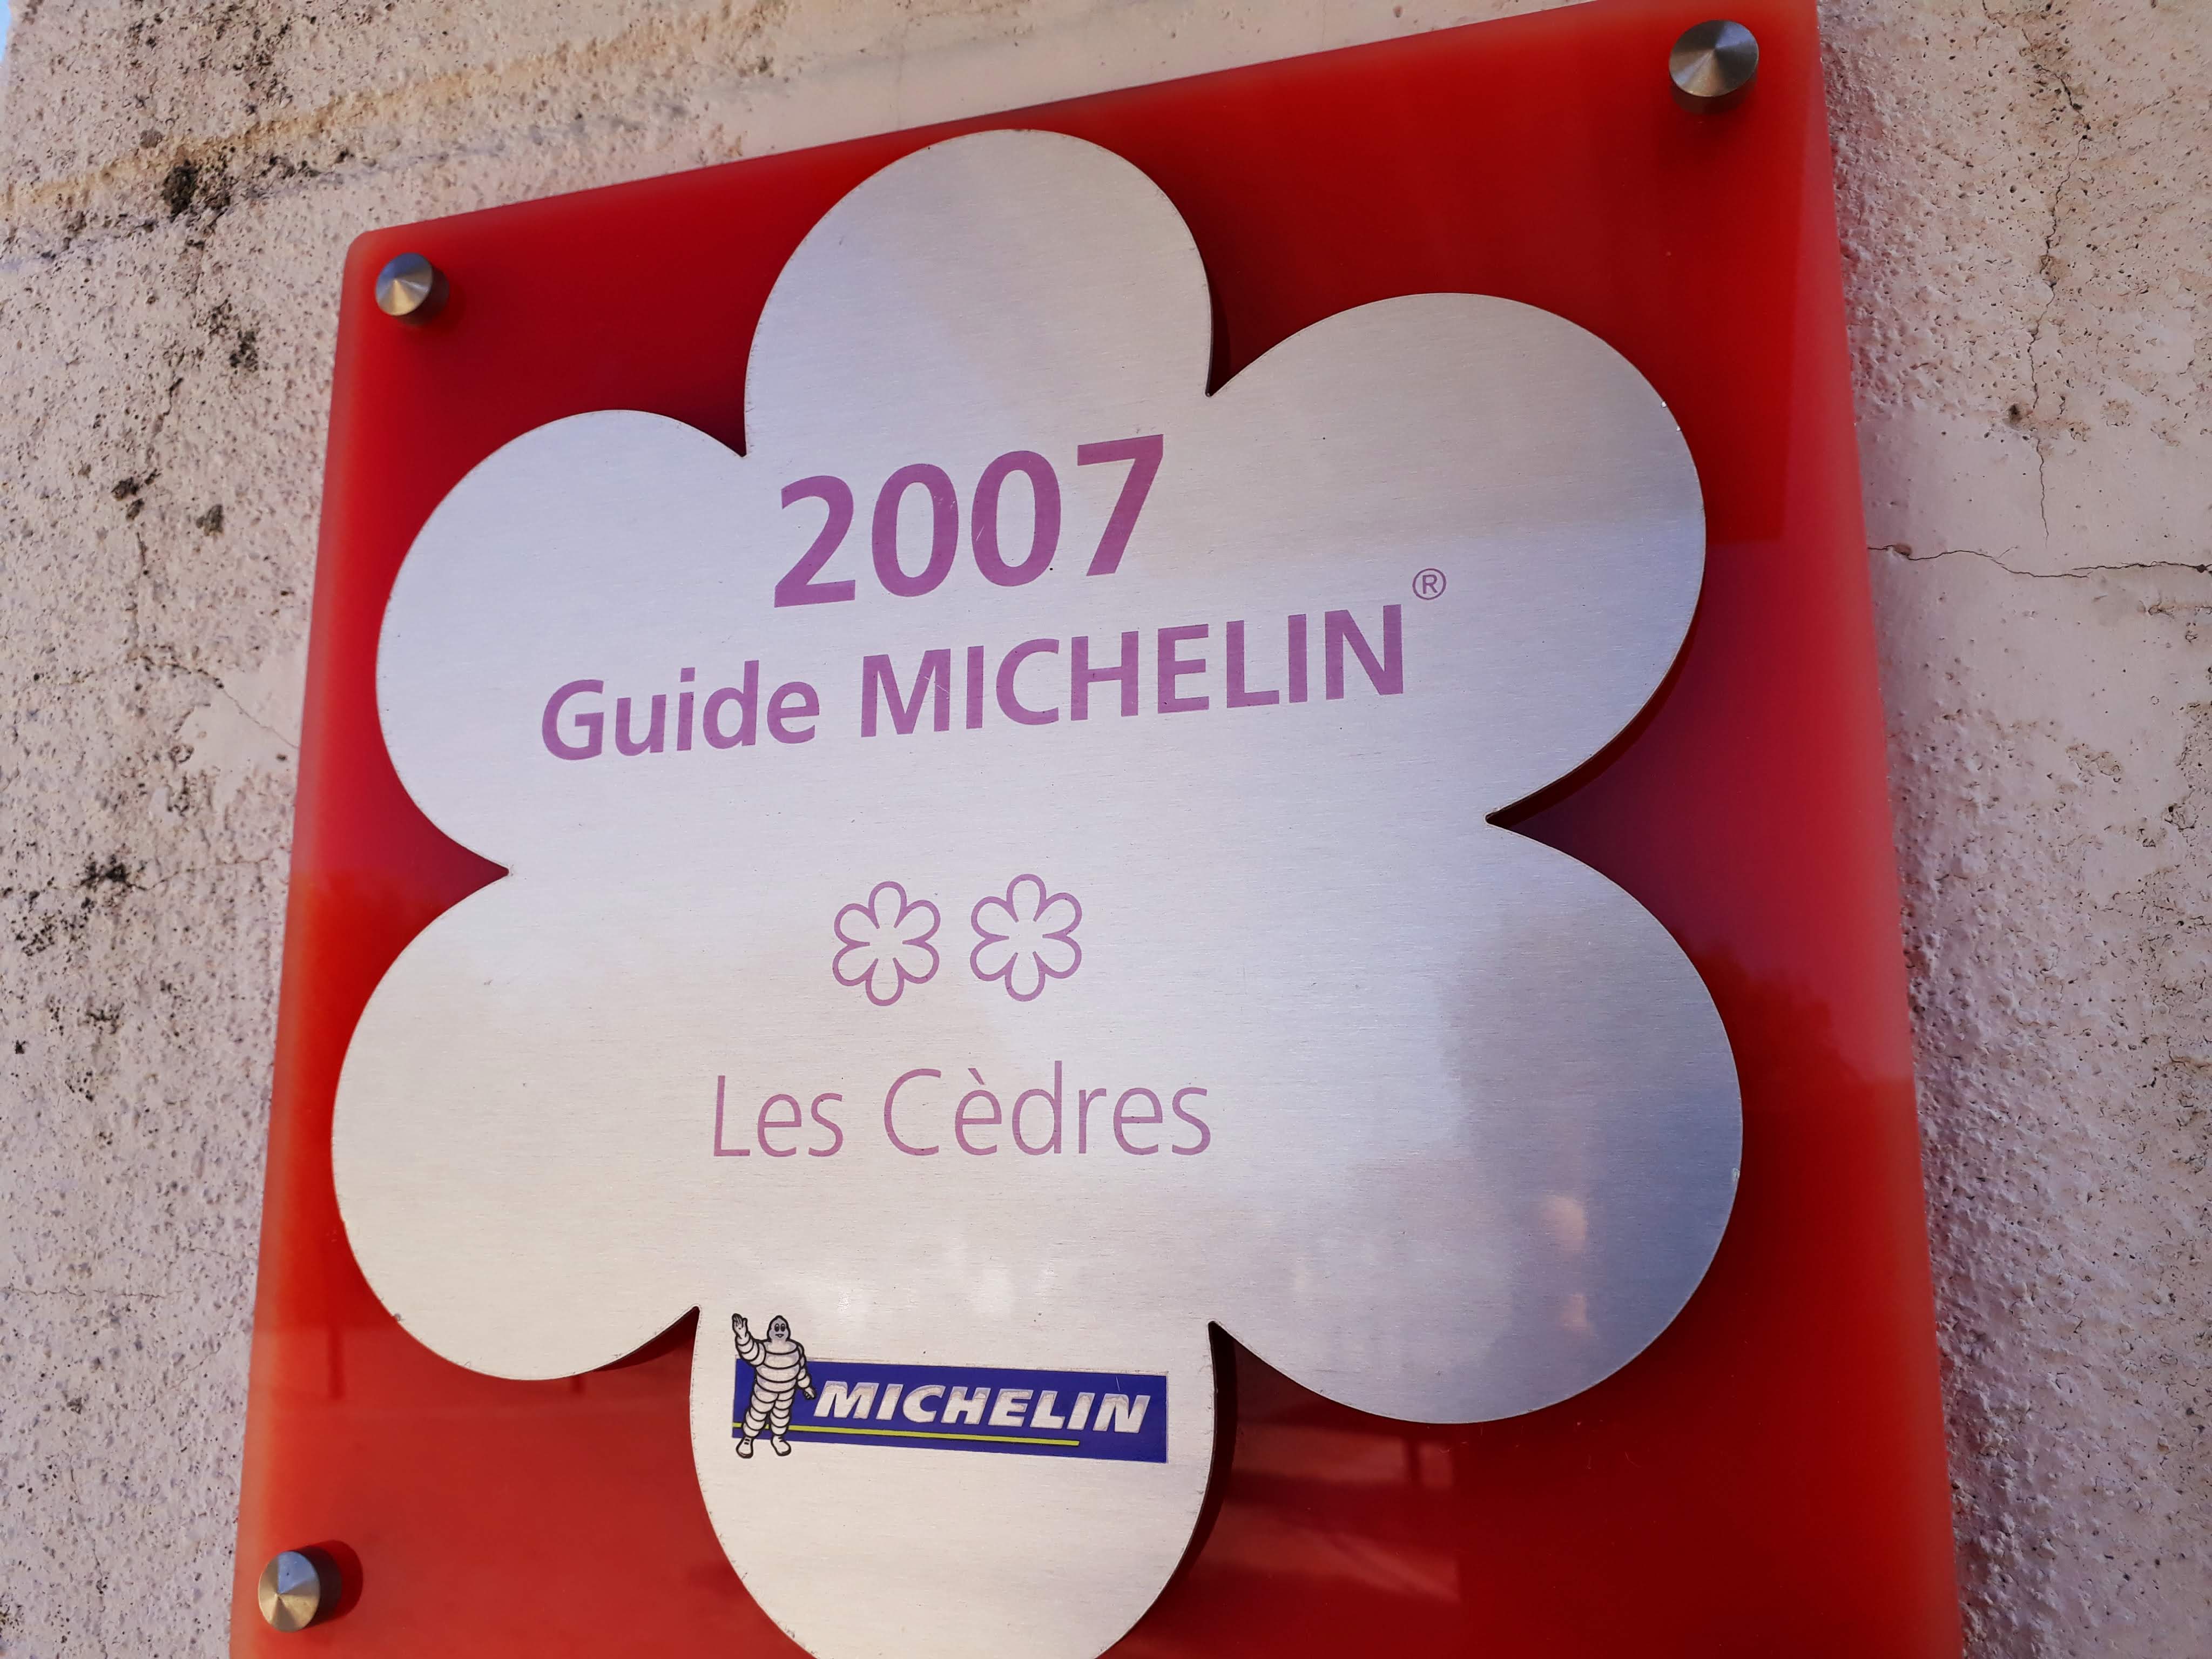 2007
Guide MICHELIN®
Les Cèdres
MICHELIN